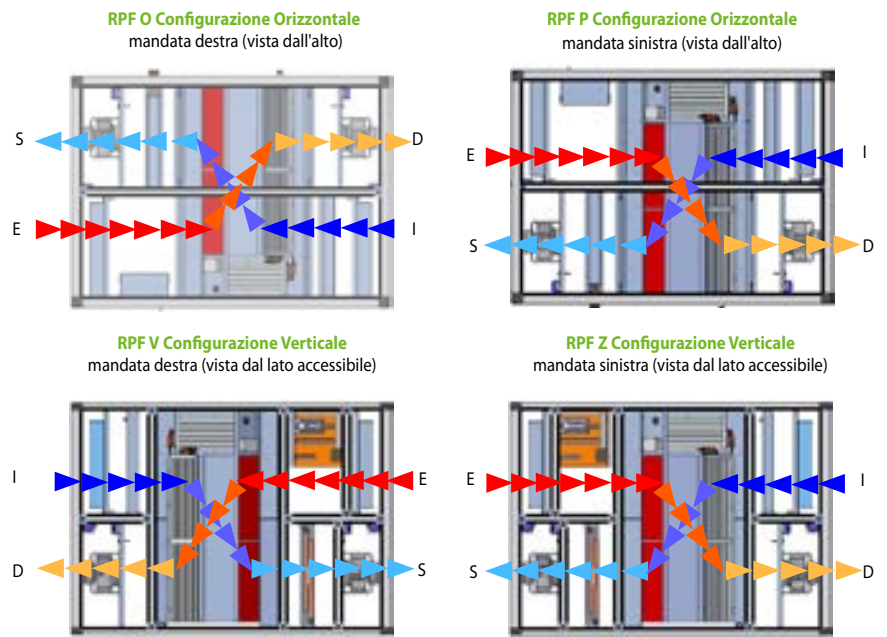 RPF O Configurazione Orizzontale
mandata destra (vista dall'alto)
S
D
E
I
RPF P Configurazione Orizzontale
mandata sinistra (vista dall'alto)
E
I
S
D
RPF V Configurazione Verticale
mandata destra (vista dal lato accessibile)
I
E
D
S
RPF Z Configurazione Verticale
mandata sinistra (vista dal lato accessibile)
E
I
S
D